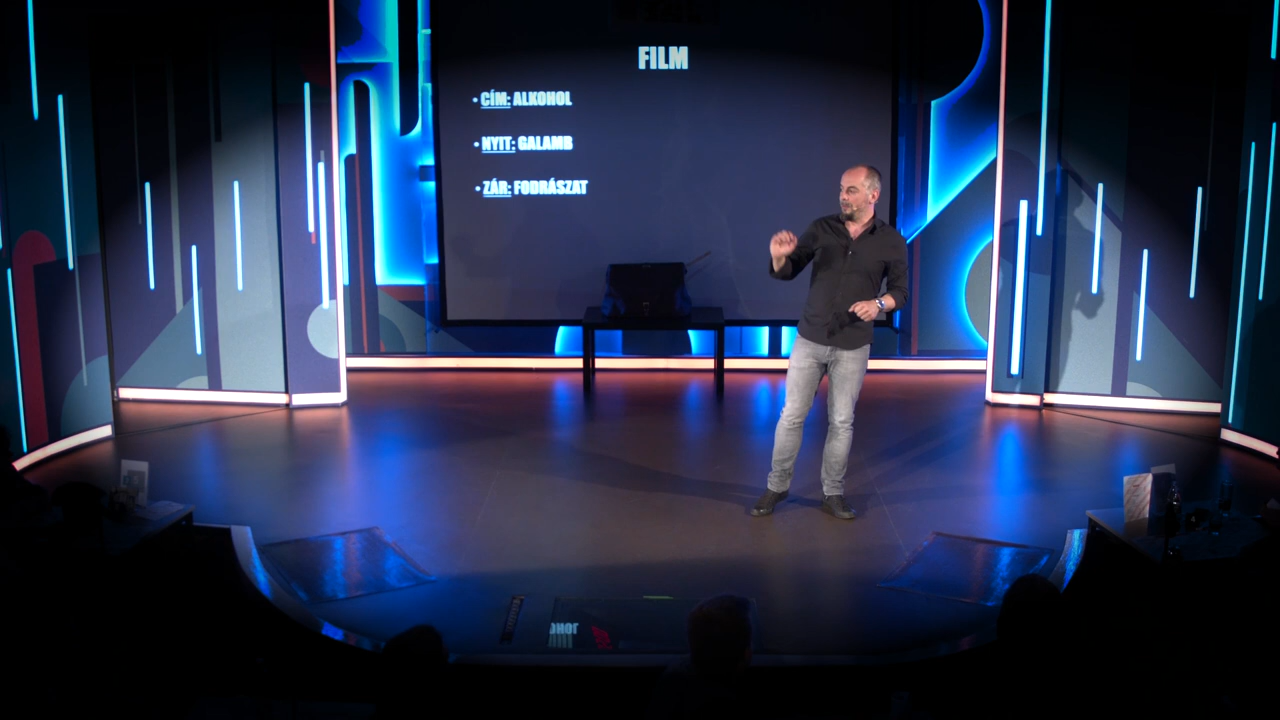 FILM
• CÍM: ALKOHOL
• NYIT: GALAMB
• ZÁR: FODRÁSZAT